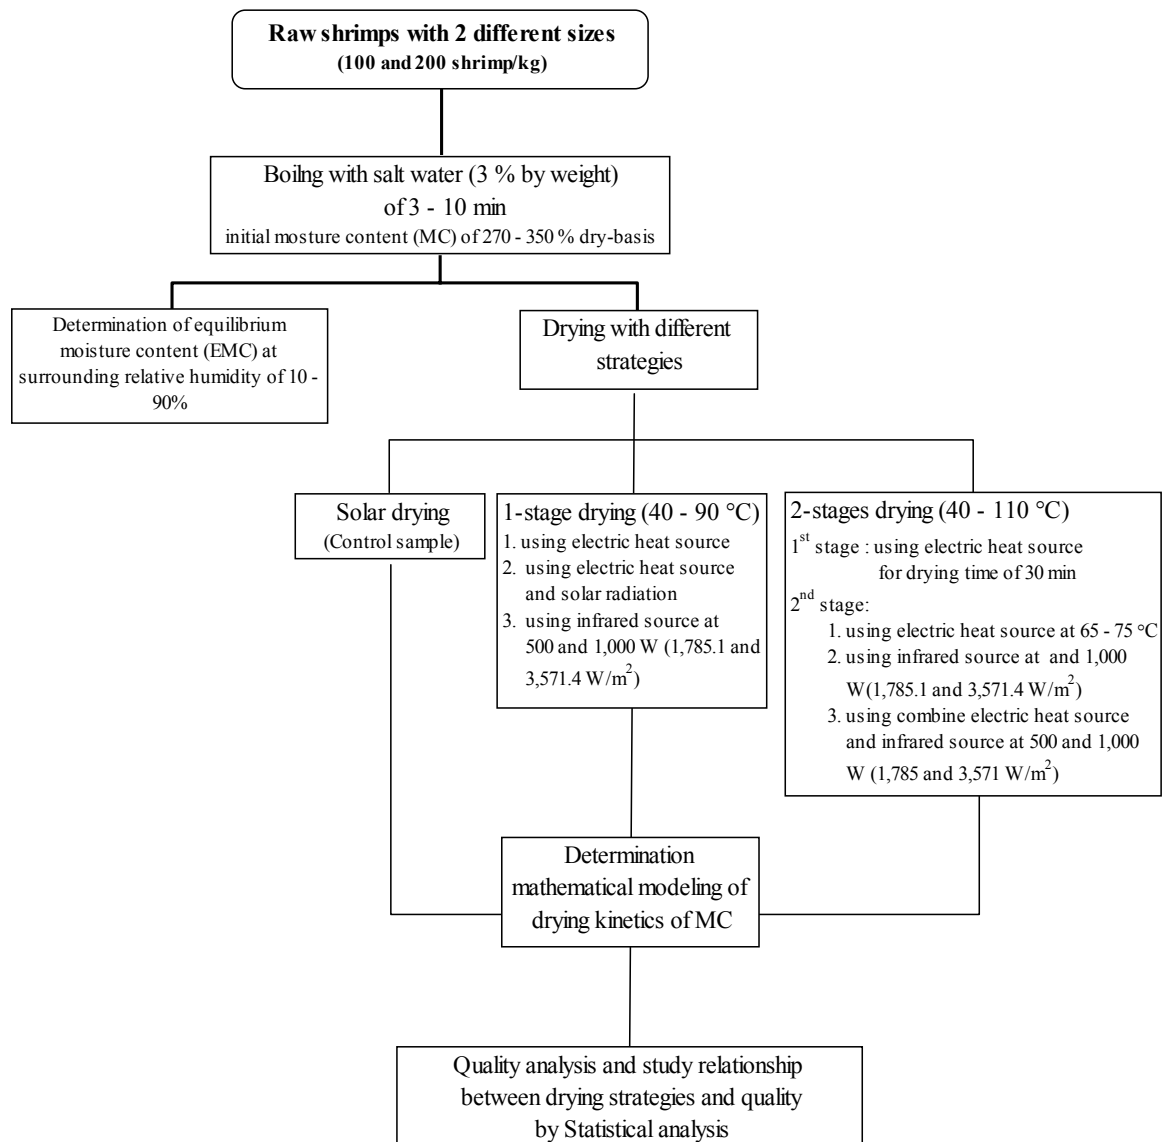 Raw shrimps with 2 different sizes
(100 and 200 shrimp/kg)
Boilng with salt water (3 % by weight)
of 3 - 10 min
initial mosture content (MC) of 270 - 350 % dry-basis
Determination of equilibrium
moisture content (EMC) at
surrounding relative humidity of 10 -
90%
Drying with different
strategies
Solar drying
(Control sample)
1-stage drying (40 - 90 °C)
1. using electric heat source
2. using electric heat source
and solar radiation
3. using infrared source at
500 and 1,000 W (1,785.1 and
3,571.4 W/m²)
2-stages drying (40 - 110 °C)
1st stage : using electric heat source
for drying time of 30 min
2nd stage:
1. using electric heat source at 65 - 75 °C
2. using infrared source at and 1,000
W(1,785.1 and 3,571.4 W/m²)
3. using combine electric heat source
and infrared source at 500 and 1,000
W (1,785 and 3,571 W/m²)
Determination
mathematical modeling of
drying kinetics of MC
Quality analysis and study relationship
between drying strategies and quality
by Statistical analysis